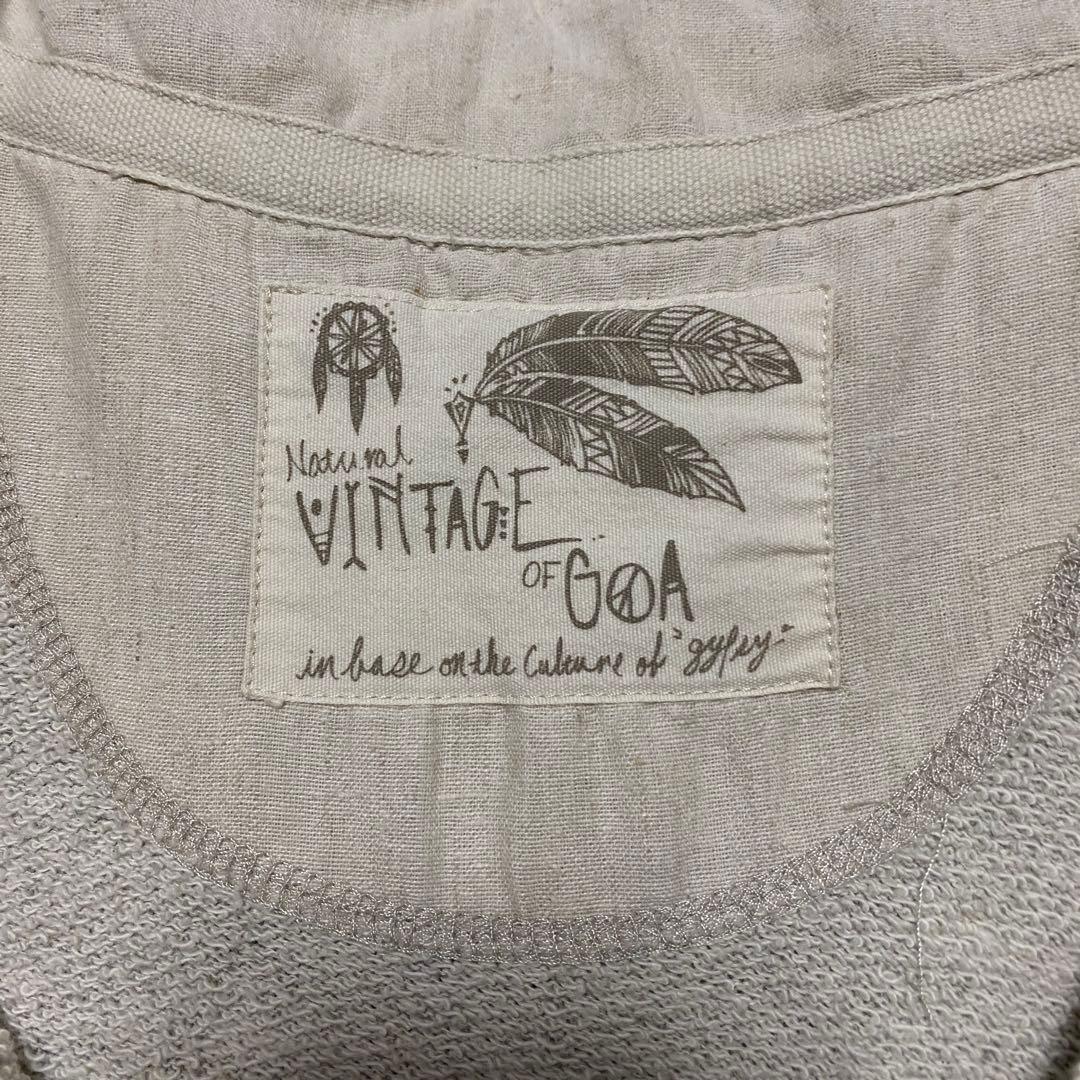 Natural
VINTAGE
OF GOA
in base on the Culture of "gypsy"